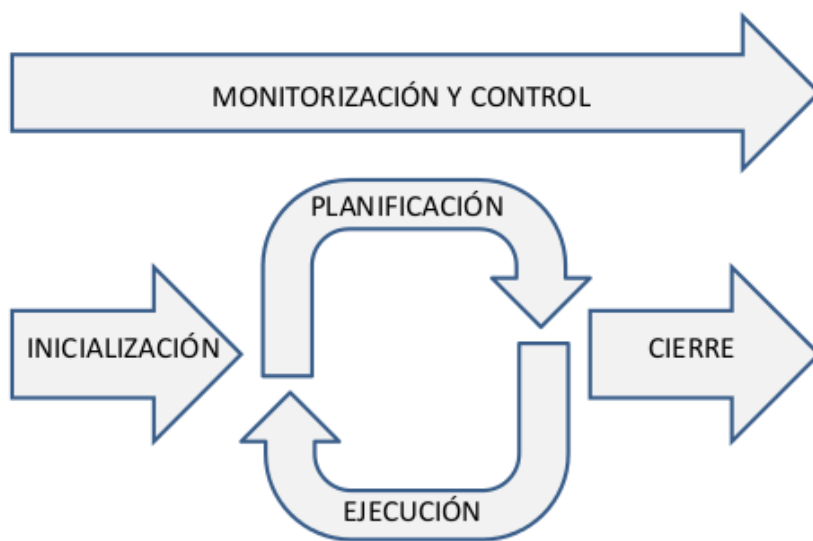 MONITORIZACIÓN Y CONTROL
PLANIFICACIÓN
INICIALIZACIÓN
CIERRE
EJECUCIÓN